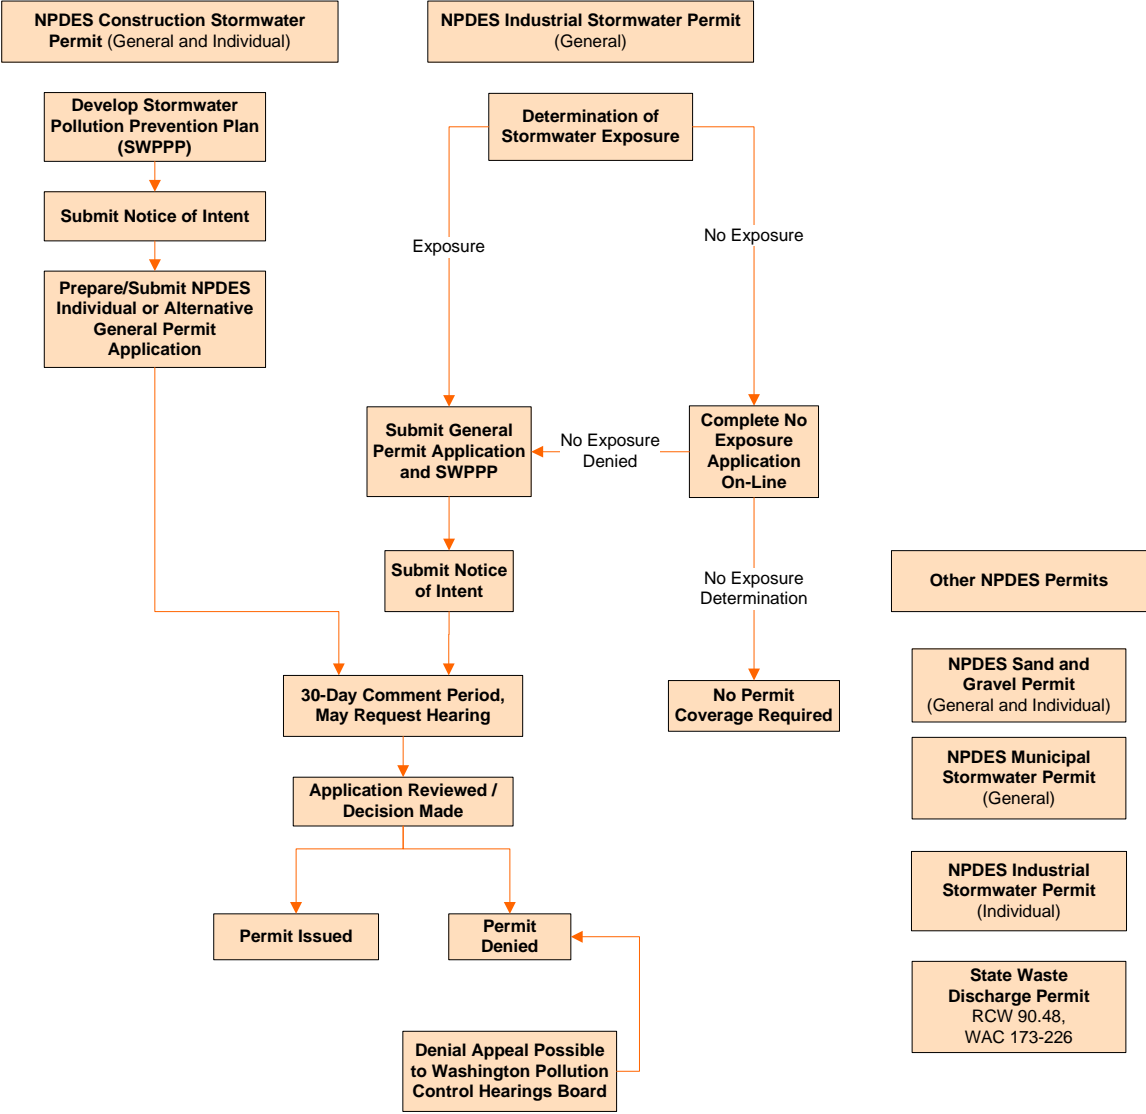 NPDES Construction Stormwater
Permit (General and Individual)
NPDES Industrial Stormwater Permit
(General)
Develop Stormwater
Pollution Prevention Plan
(SWPPP)
Submit Notice of Intent
Prepare/Submit NPDES
Individual or Alternative
General Permit
Application
Determination of
Stormwater Exposure
Exposure
No Exposure
Submit General
Permit Application
and SWPPP
No Exposure
Denied
Complete No
Exposure
Application
On-Line
Submit Notice
of Intent
No Exposure
Determination
30-Day Comment Period,
May Request Hearing
No Permit
Coverage Required
Application Reviewed /
Decision Made
Permit Issued
Permit
Denied
Denial Appeal Possible
to Washington Pollution
Control Hearings Board
Other NPDES Permits
NPDES Sand and
Gravel Permit
(General and Individual)
NPDES Municipal
Stormwater Permit
(General)
NPDES Industrial
Stormwater Permit
(Individual)
State Waste
Discharge Permit
RCW 90.48,
WAC 173-226